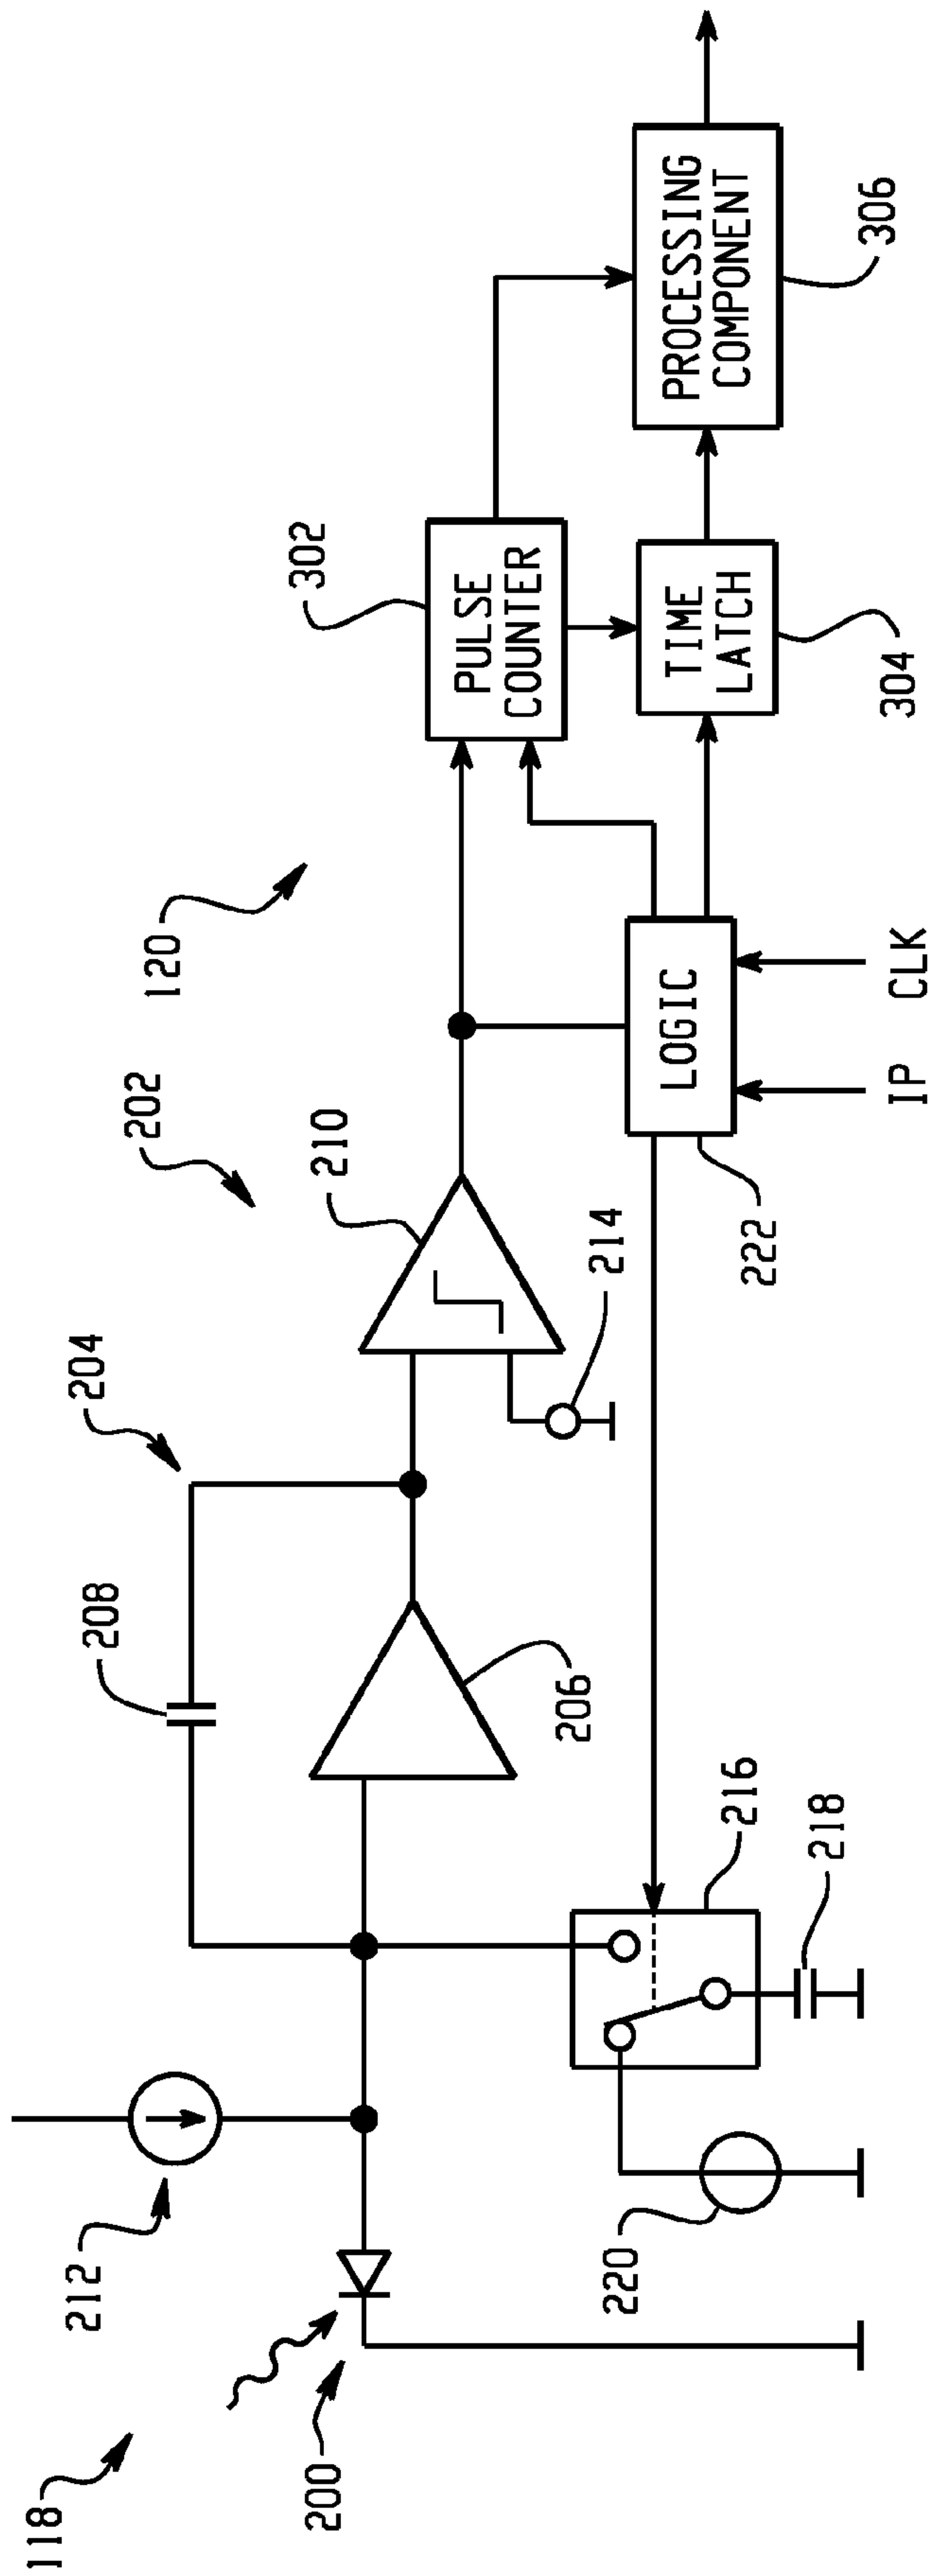 118
200
212
220
208
204
206
216
218
202
210
214
222
120
LOGIC
IP
CLK
302
PULSE
COUNTER
TIME
LATCH
304
PROCESSING
COMPONENT
306